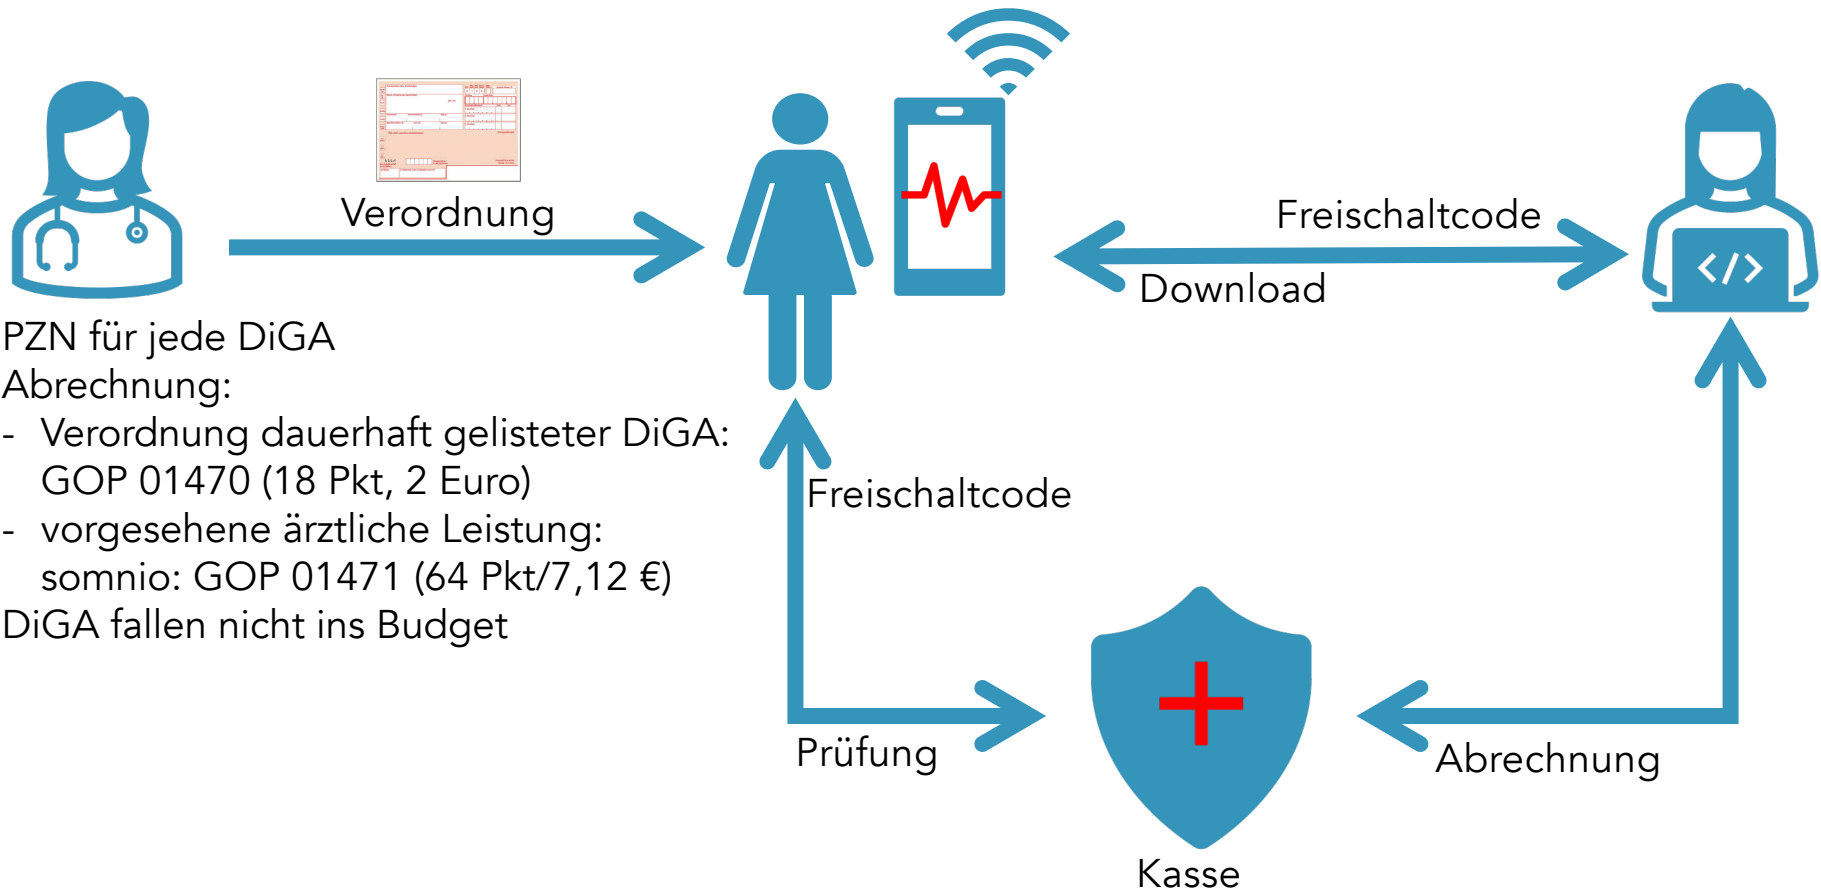 Verordnung
Freischaltcode
Download
</>
PZN für jede DiGA
Abrechnung:
- Verordnung dauerhaft gelisteter DiGA:
GOP 01470 (18 Pkt, 2 Euro)
- vorgesehene ärztliche Leistung:
somnio: GOP 01471 (64 Pkt/7,12 €)
DiGA fallen nicht ins Budget
Freischaltcode
Prüfung
Abrechnung
Kasse